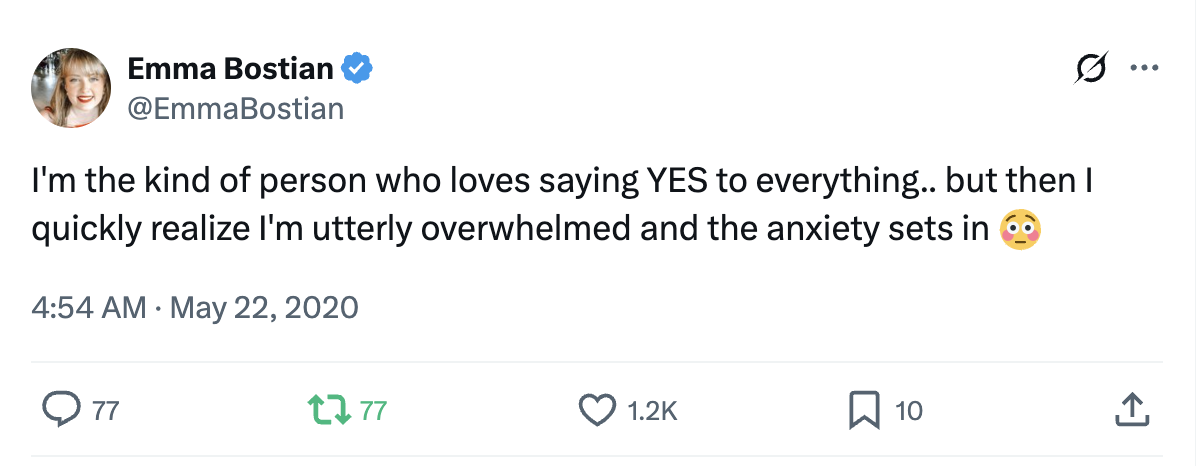 Emma Bostian
@EmmaBostian
I'm the kind of person who loves saying YES to everything.. but then I
quickly realize I'm utterly overwhelmed and the anxiety sets in 😳
4:54 AM · May 22, 2020
77 77 1.2K 10